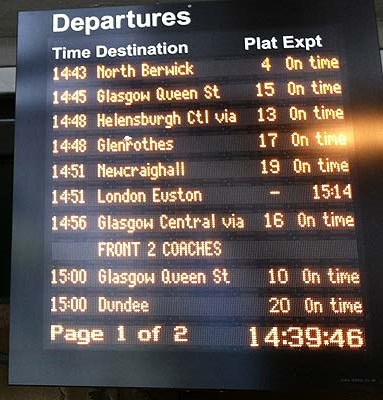 Departures
Time Destination Plat Expt
14:43 North Berwick 4 On time
14:45 Glasgow Queen St 15 On time
14:48 Helensburgh Ctl via 13 On time
14:48 Glenrothes 17 On time
14:51 Newcraighall 19 On time
14:51 London Euston - 15:14
14:56 Glasgow Central via 16 On time
FRONT 2 COACHES
15:00 Glasgow Queen St 10 On time
15:00 Dundee 20 On time
Page 1 of 2 14:39:46